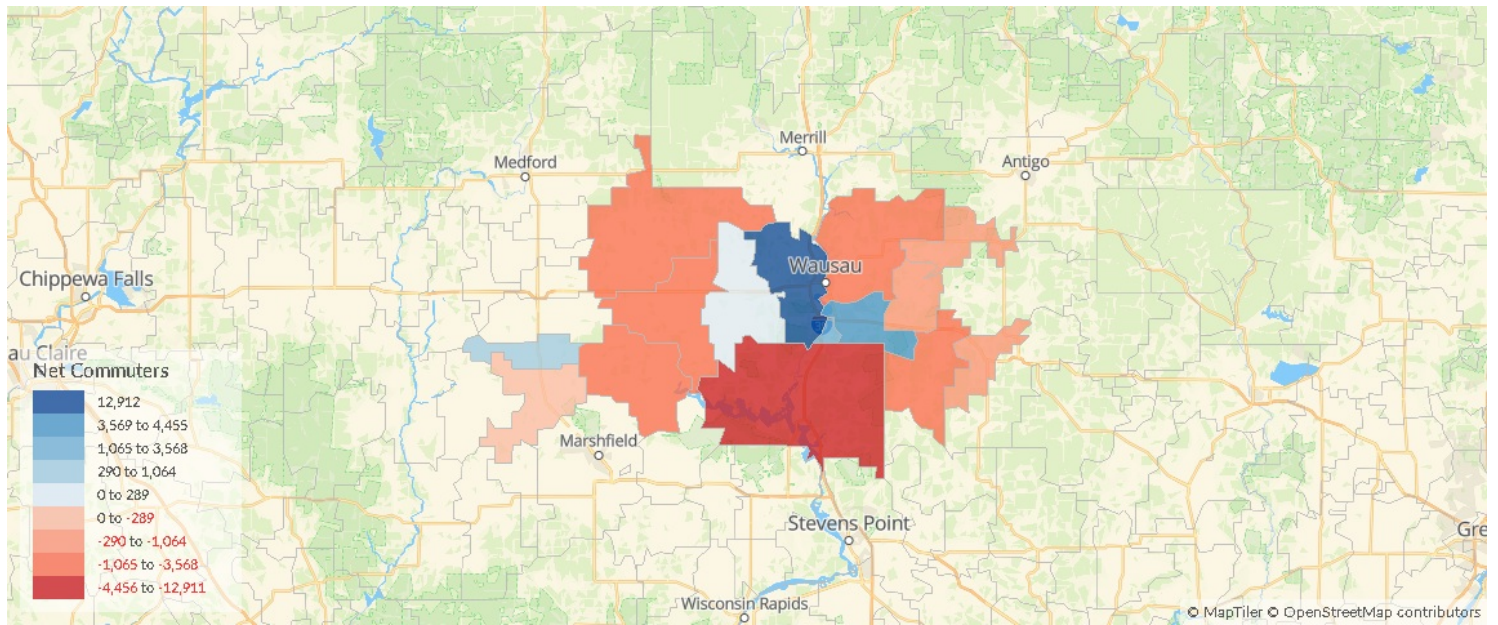 Merrill
Medford
Antigo
Wausau
Chippewa Falls
au Claire
Net Commuters
12,912
3,569 to 4,455
1,065 to 3,568
290 to 1,064
0 to 289
0 to -289
-290 to -1,064
-1,065 to -3,568
-4,456 to -12,911
Marshfield
Stevens Point
Gre
Wisconsin Rapids
© MapTiler © OpenStreetMap contributors